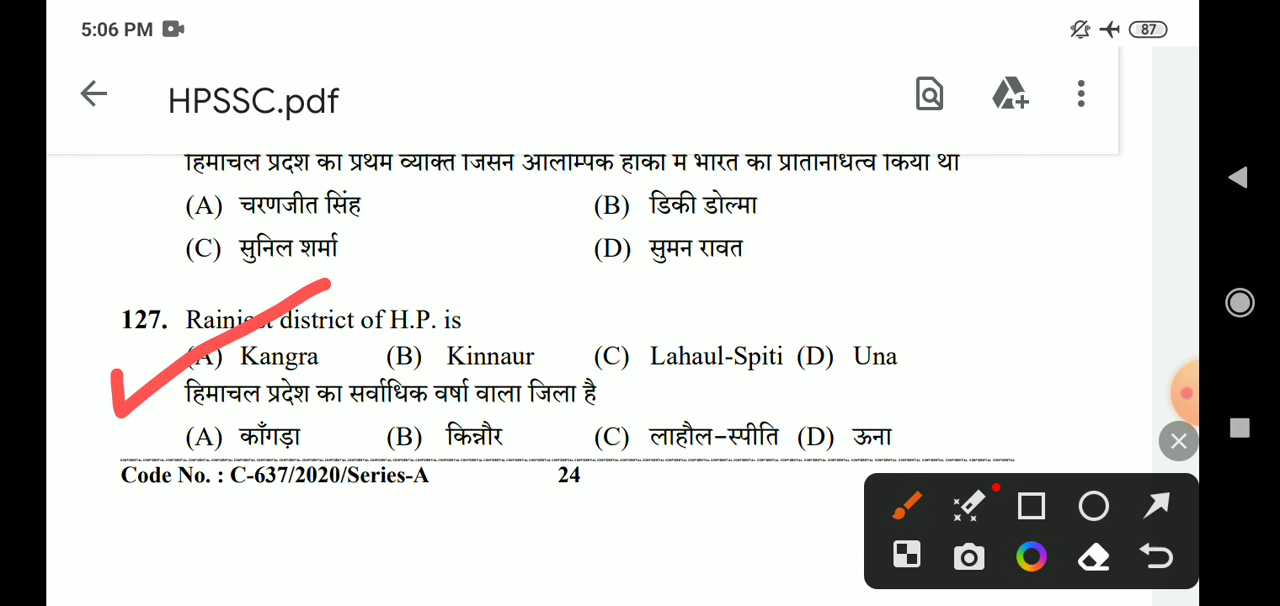 5:06 PM
87
HPSSC.pdf
हिमाचल प्रदेश का प्रथम व्यक्ति जिसने ओलम्पिक हॉकी में भारत का प्रतिनिधित्व किया था
(A) चरणजीत सिंह (B) डिकी डोल्मा
(C) सुनिल शर्मा (D) सुमन रावत
127. Rainiest district of H.P. is
(A) Kangra (B) Kinnaur (C) Lahaul-Spiti (D) Una
हिमाचल प्रदेश का सर्वाधिक वर्षा वाला जिला है
(A) काँगड़ा (B) किन्नौर (C) लाहौल-स्पीति (D) ऊना
Code No. : C-637/2020/Series-A 24